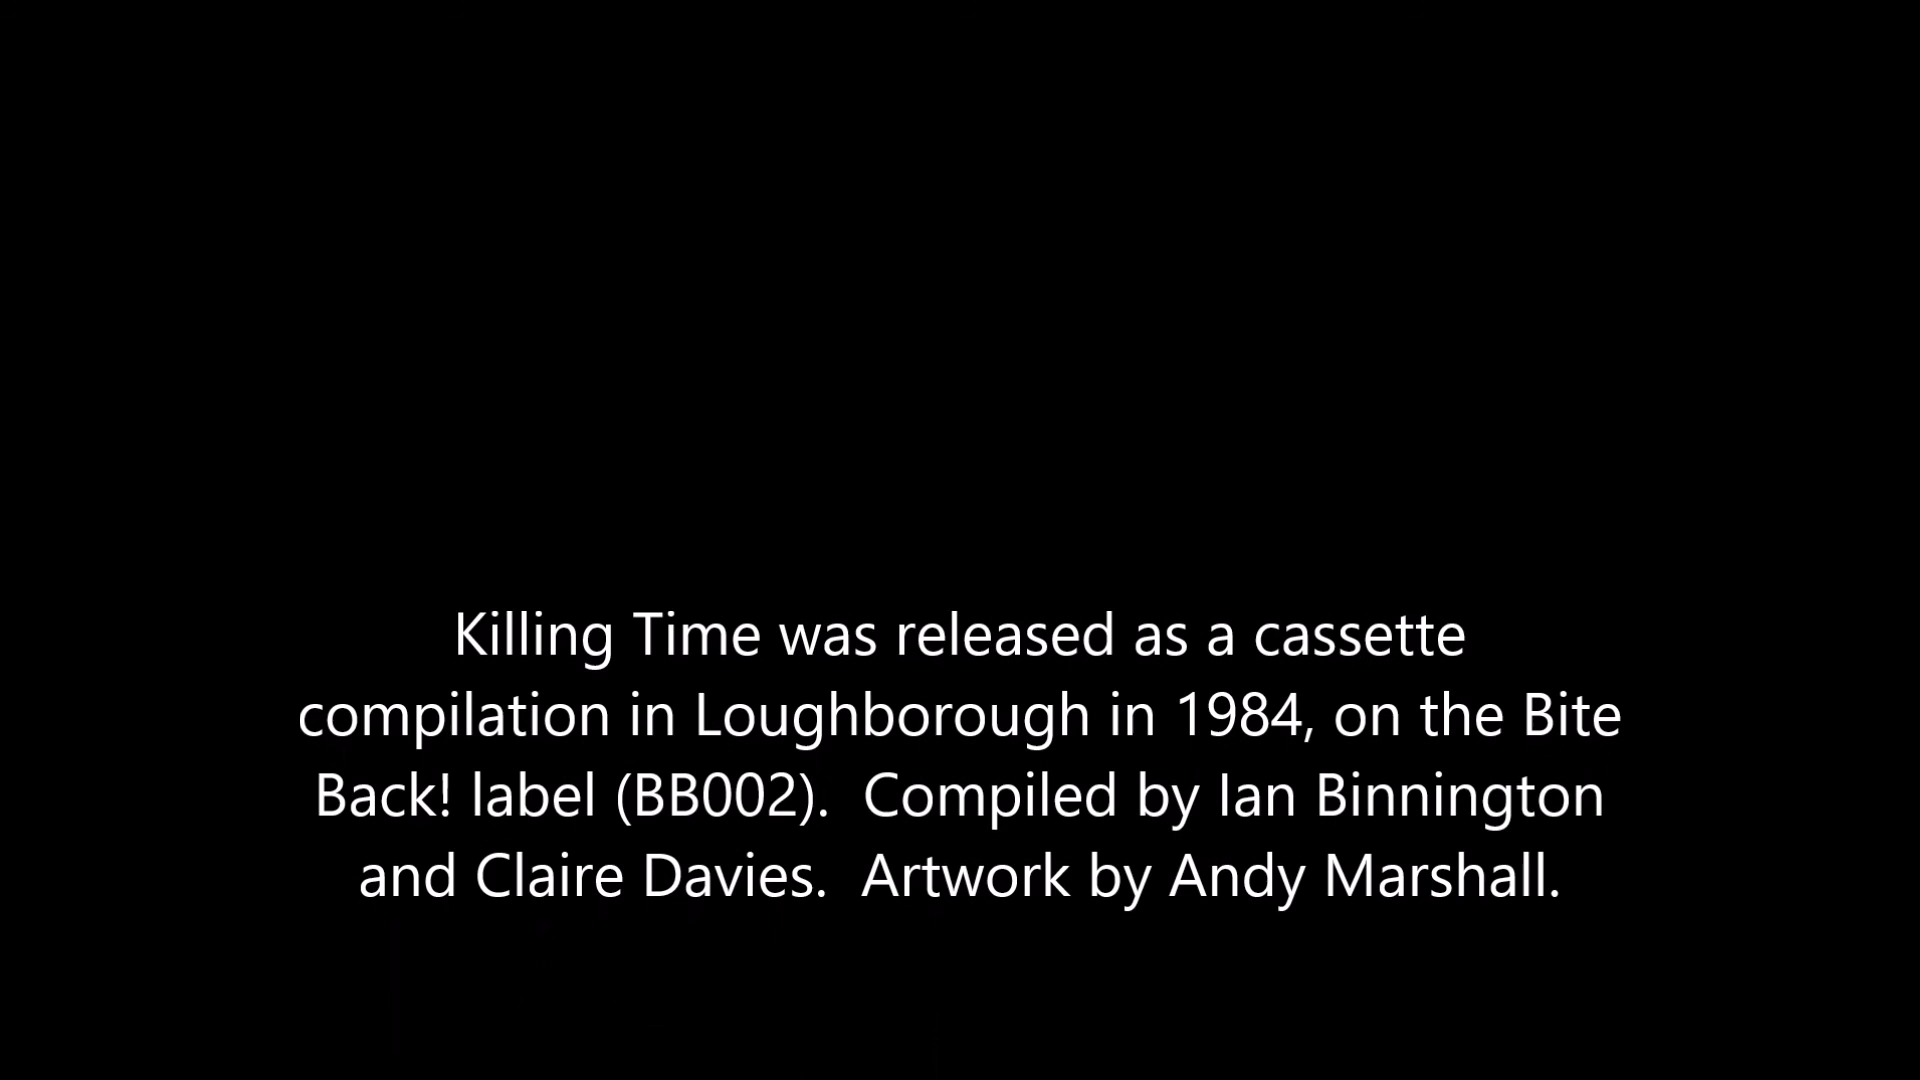 Killing Time was released as a cassette
compilation in Loughborough in 1984, on the Bite
Back! label (BB002).  Compiled by Ian Binnington
and Claire Davies.  Artwork by Andy Marshall.